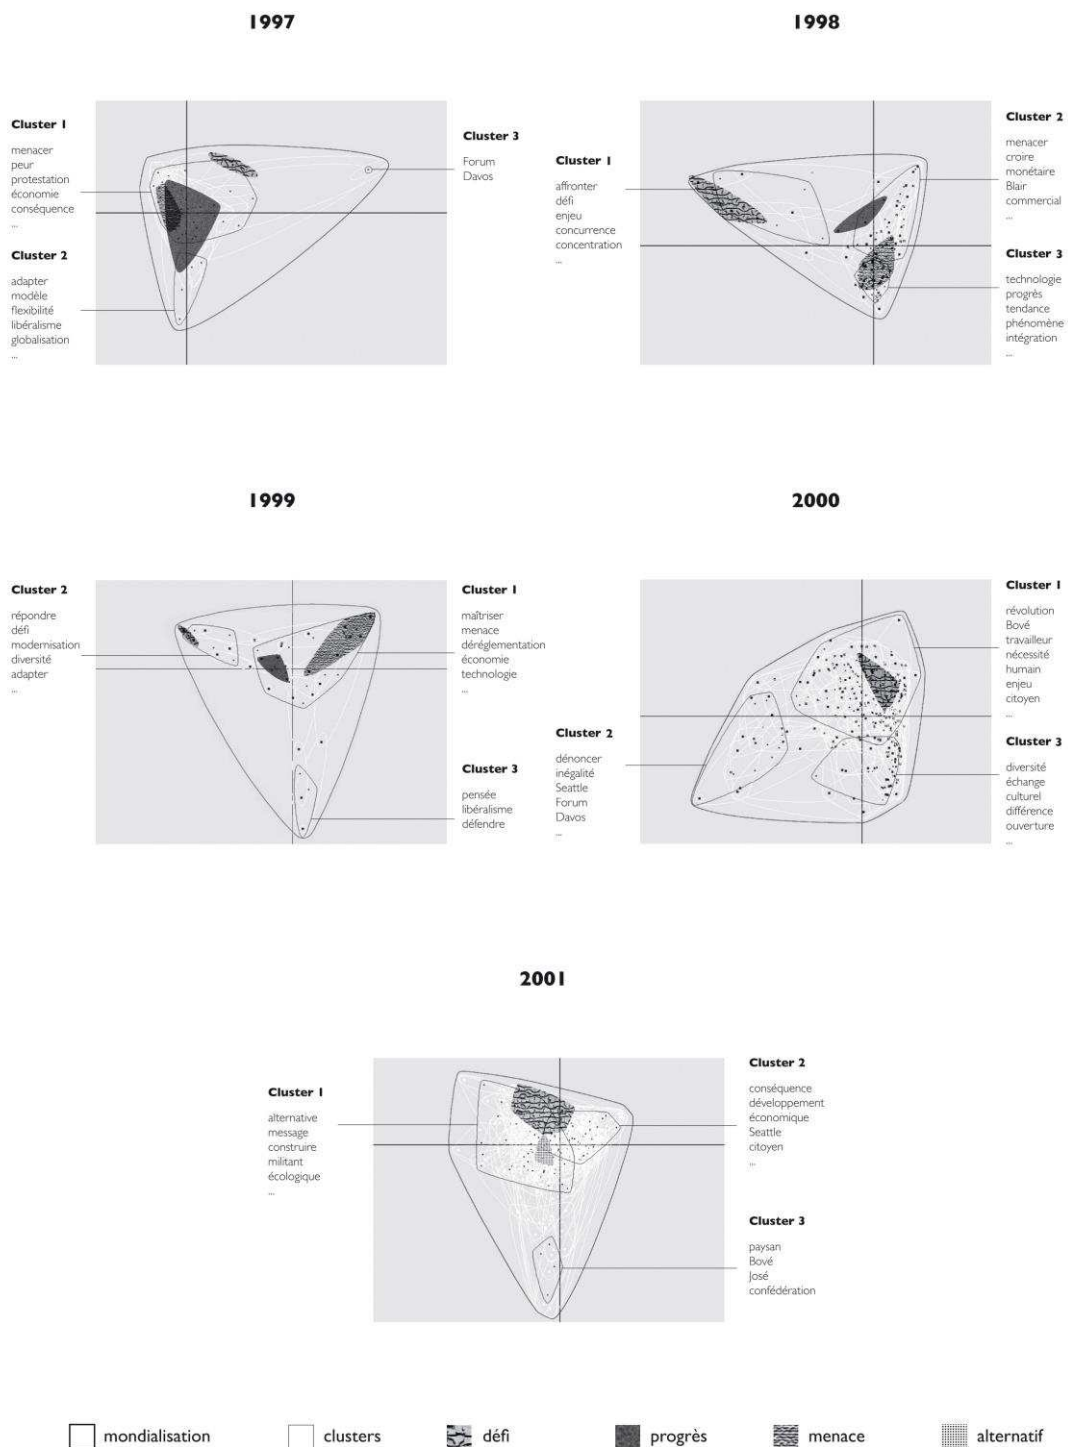 1997
Cluster 1
menacer
peur
protestation
économie
conséquence
...
Cluster 2
adapter
modèle
flexibilité
libéralisme
globalisation
...
Cluster 3
Forum
Davos
1998
Cluster 1
affronter
défi
enjeu
concurrence
concentration
...
Cluster 2
menacer
croire
monétaire
Blair
commercial
...
Cluster 3
technologie
progrès
tendance
phénomène
intégration
...
1999
Cluster 2
répondre
défi
modernisation
diversité
adapter
...
Cluster 1
maîtriser
menace
déréglementation
économie
technologie
...
Cluster 3
pensée
libéralisme
défendre
2000
Cluster 2
dénoncer
inégalité
Seattle
Forum
Davos
...
Cluster 1
révolution
Bové
travailleur
nécessité
humain
enjeu
citoyen
...
Cluster 3
diversité
échange
culturel
différence
ouverture
...
2001
Cluster 1
alternative
message
construire
militant
écologique
...
Cluster 2
conséquence
développement
économique
Seattle
citoyen
...
Cluster 3
paysan
Bové
José
confédération
mondialisation
clusters
défi
progrès
menace
alternatif